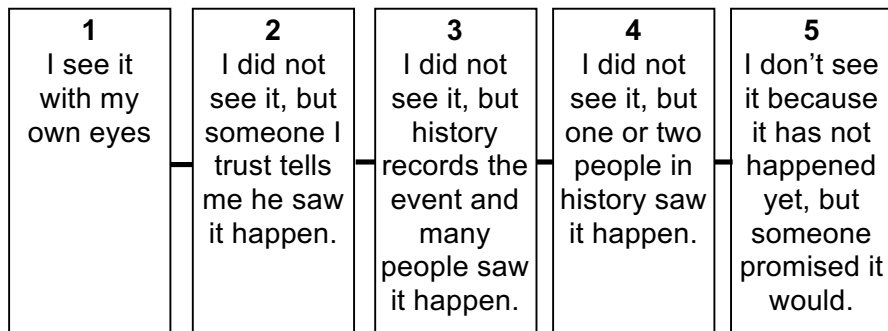 1
I see it
with my
own eyes
2
I did not
see it, but
someone I
trust tells
me he saw
it happen.
3
I did not
see it, but
history
records the
event and
many
people saw
it happen.
4
I did not
see it, but
one or two
people in
history saw
it happen.
5
I don’t see
it because
it has not
happened
yet, but
someone
promised it
would.